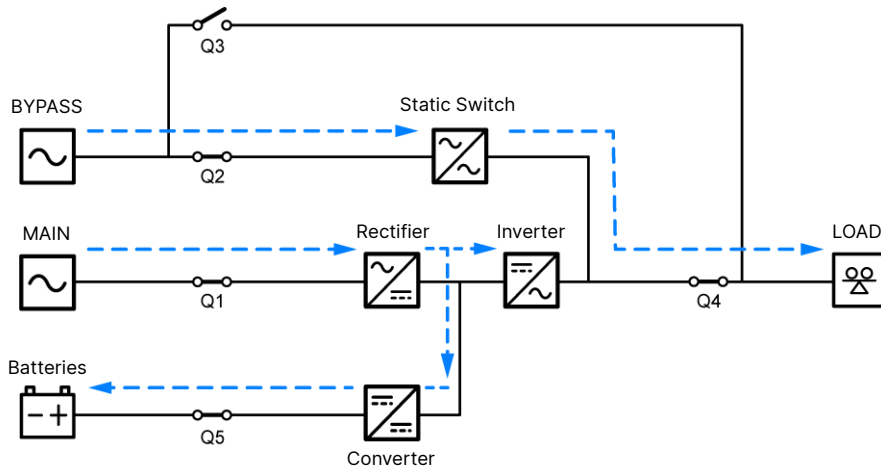 Q3
BYPASS
Static Switch
Q2
MAIN
Rectifier
Inverter
LOAD
Q1
Q4
Batteries
Q5
Converter